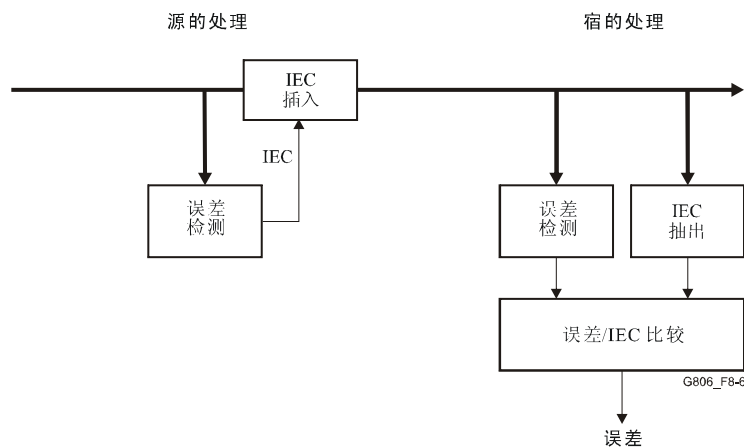 源的处理
宿的处理
IEC
插入
IEC
误差
检测
误差
检测
IEC
抽出
误差/IEC 比较
G806_F8-6
误差